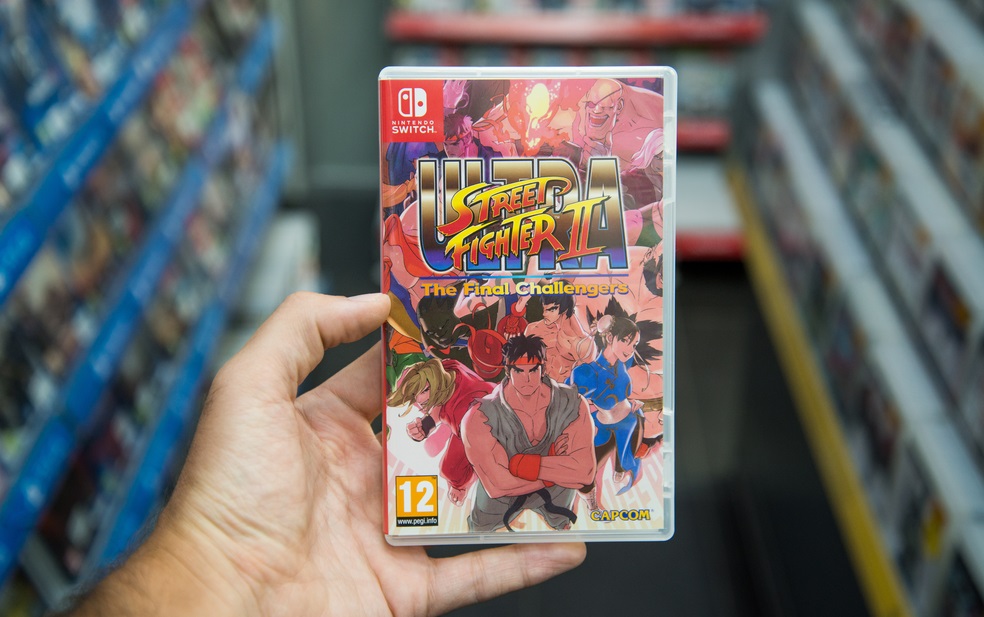 NINTENDO
SWITCH
ULTRA
STREET
FIGHTER II
The Final Challengers
12
www.pegi.info
CAPCOM